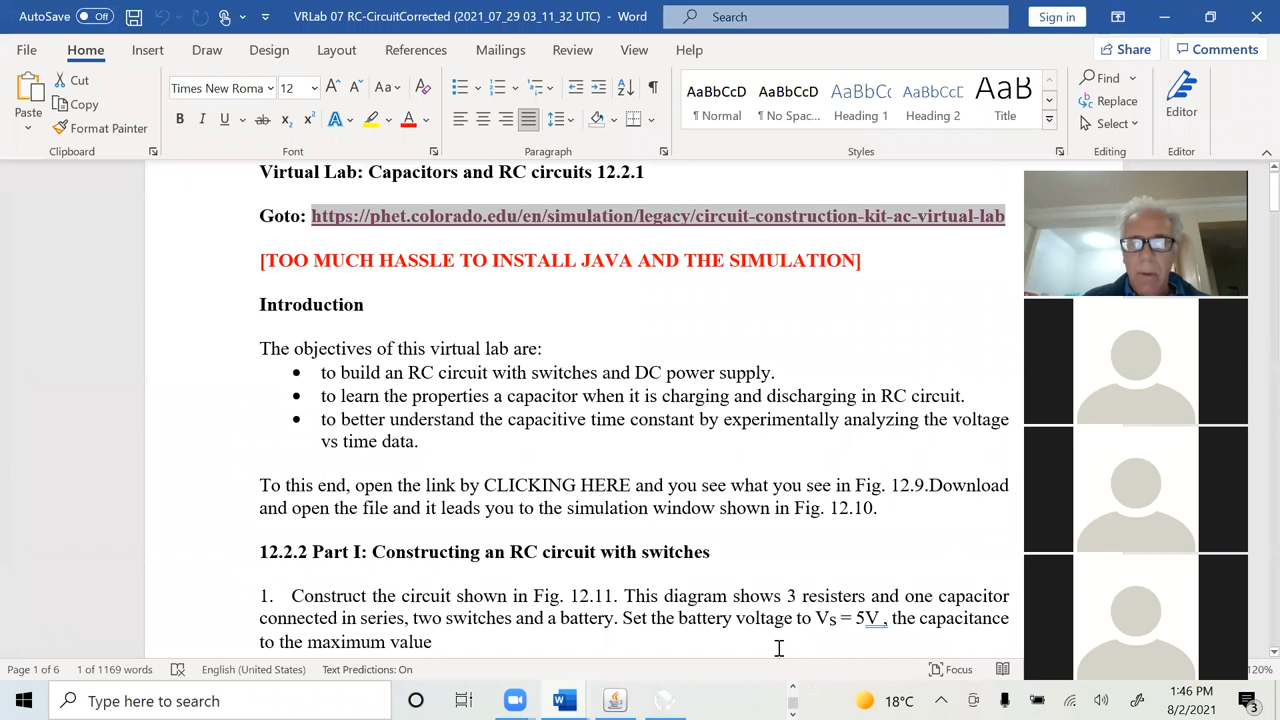 AutoSave Off VRLab 07 RC-CircuitCorrected (2021_07_29 03_11_32 UTC) - Word Search Sign in
File Home Insert Draw Design Layout References Mailings Review View Help Share Comments
Paste Cut Copy Format Painter
Times New Roma 12
B I U ab x₂ x² A A
AaBbCcD AaBbCcD AaBbCc AaBbCcD AaB
¶ Normal ¶ No Spac... Heading 1 Heading 2 Title
Find Replace Select Editor
Clipboard Font Paragraph Styles Editing Editor
Virtual Lab: Capacitors and RC circuits 12.2.1
Goto: https://phet.colorado.edu/en/simulation/legacy/circuit-construction-kit-ac-virtual-lab
[TOO MUCH HASSLE TO INSTALL JAVA AND THE SIMULATION]
Introduction
The objectives of this virtual lab are:
• to build an RC circuit with switches and DC power supply.
• to learn the properties a capacitor when it is charging and discharging in RC circuit.
• to better understand the capacitive time constant by experimentally analyzing the voltage
vs time data.
To this end, open the link by CLICKING HERE and you see what you see in Fig. 12.9.Download
and open the file and it leads you to the simulation window shown in Fig. 12.10.
12.2.2 Part I: Constructing an RC circuit with switches
1. Construct the circuit shown in Fig. 12.11. This diagram shows 3 resisters and one capacitor
connected in series, two switches and a battery. Set the battery voltage to Vs = 5V , the capacitance
to the maximum value
Page 1 of 6 1 of 1169 words English (United States) Text Predictions: On Focus 120%
Type here to search 18°C 1:46 PM
8/2/2021 3